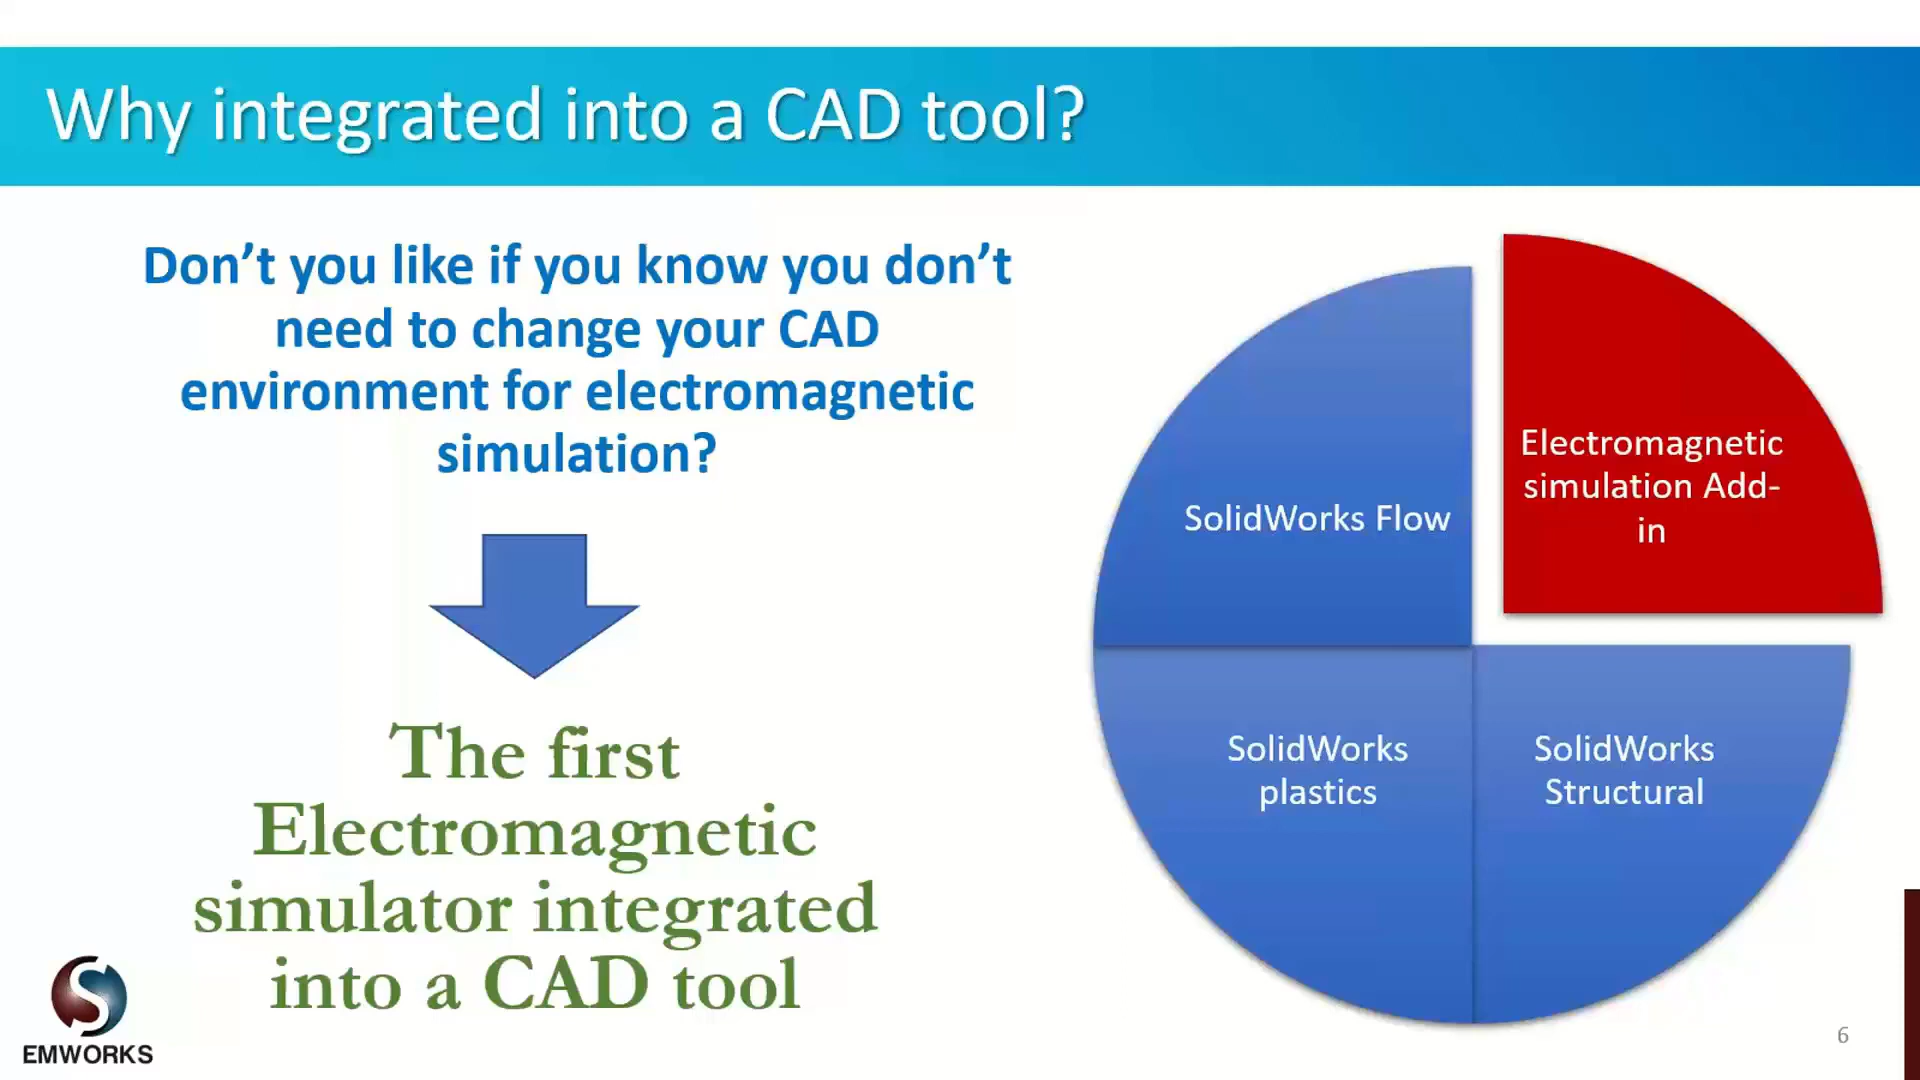 Why integrated into a CAD tool?
Don't you like if you know you don't
need to change your CAD
environment for electromagnetic
simulation?
The first
Electromagnetic
simulator integrated
into a CAD tool
SolidWorks Flow
Electromagnetic
simulation Add-
in
SolidWorks
plastics
SolidWorks
Structural
EMWORKS
6